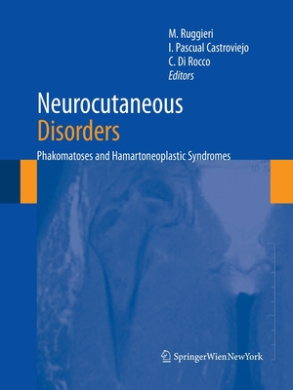 M. Ruggieri
I. Pascual Castroviejo
C. Di Rocco
Editors
Neurocutaneous
Disorders
Phakomatoses and Hamartoneoplastic Syndromes
SpringerWienNewYork